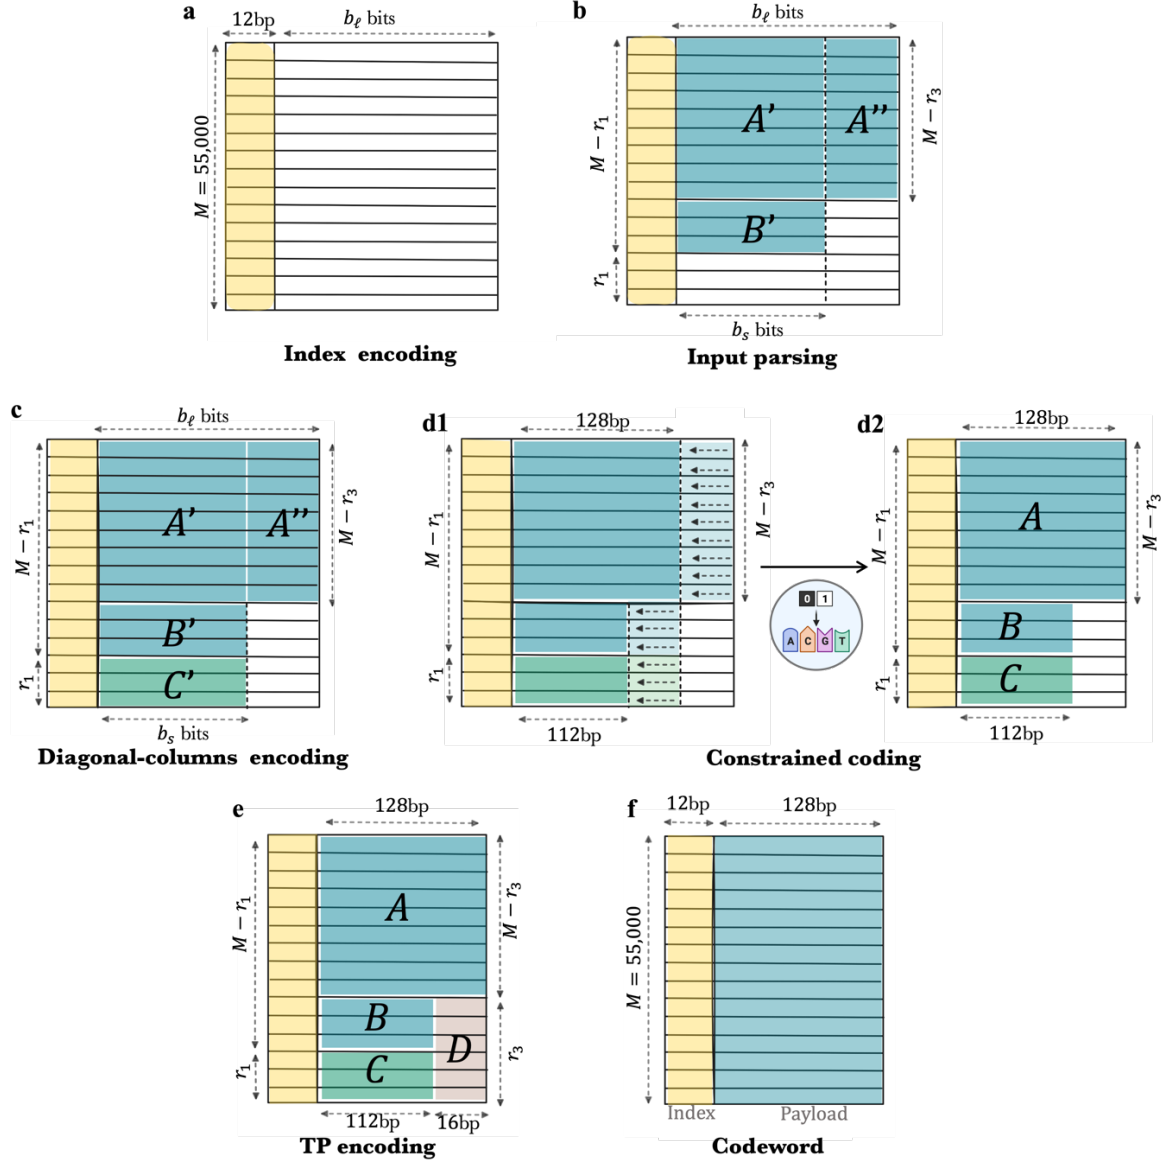 a
12bp
bℓ bits
M = 55,000
Index encoding
b
bℓ bits
M − r1
r1
A’
A’’
B’
M − r3
bs bits
Input parsing
c
bℓ bits
M − r1
r1
A’
A’’
B’
C’
M − r3
bs bits
Diagonal-columns encoding
d1
128bp
M − r1
r1
M − r3
112bp
0 1
A C G T
d2
128bp
M − r1
r1
A
B
C
M − r3
112bp
Constrained coding
e
128bp
M − r1
r1
A
B
C
D
M − r3
r3
112bp 16bp
TP encoding
f
12bp 128bp
M = 55,000
Index Payload
Codeword